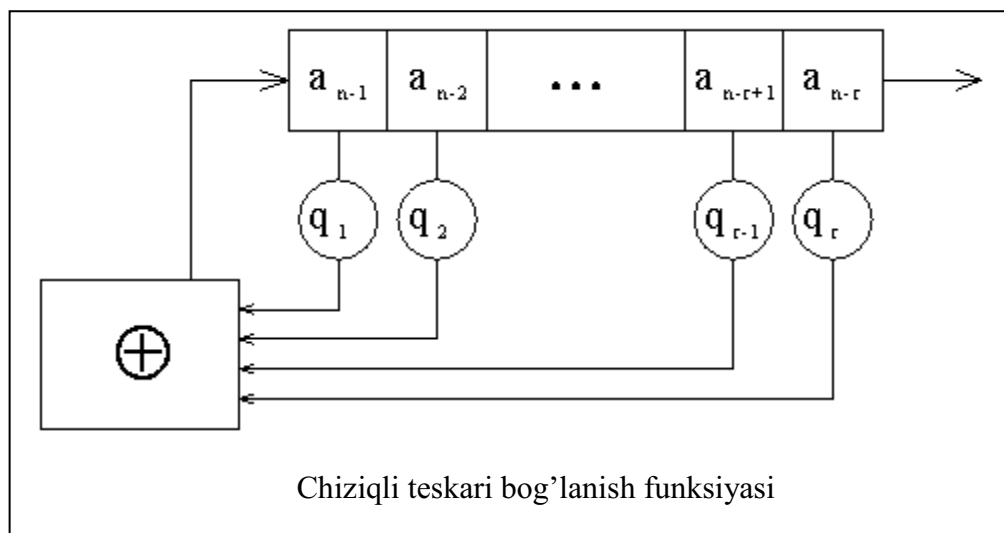 a n-1 a n-2 ... a n-r+1 a n-r
q 1 q 2 q r-1 q r
⊕
Chiziqli teskari bog’lanish funksiyasi